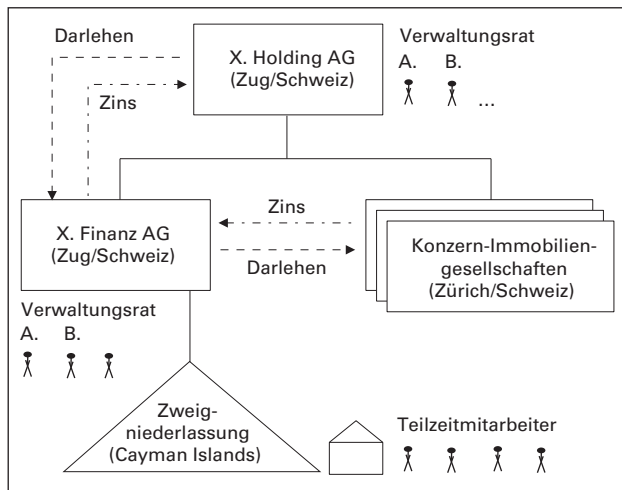 Darlehen
Zins
X. Holding AG
(Zug/Schweiz)
Verwaltungsrat
A. B.
...
X. Finanz AG
(Zug/Schweiz)
Zins
Darlehen
Konzern-Immobilien-
gesellschaften
(Zürich/Schweiz)
Verwaltungsrat
A. B.
Zweig-
niederlassung
(Cayman Islands)
Teilzeitmitarbeiter